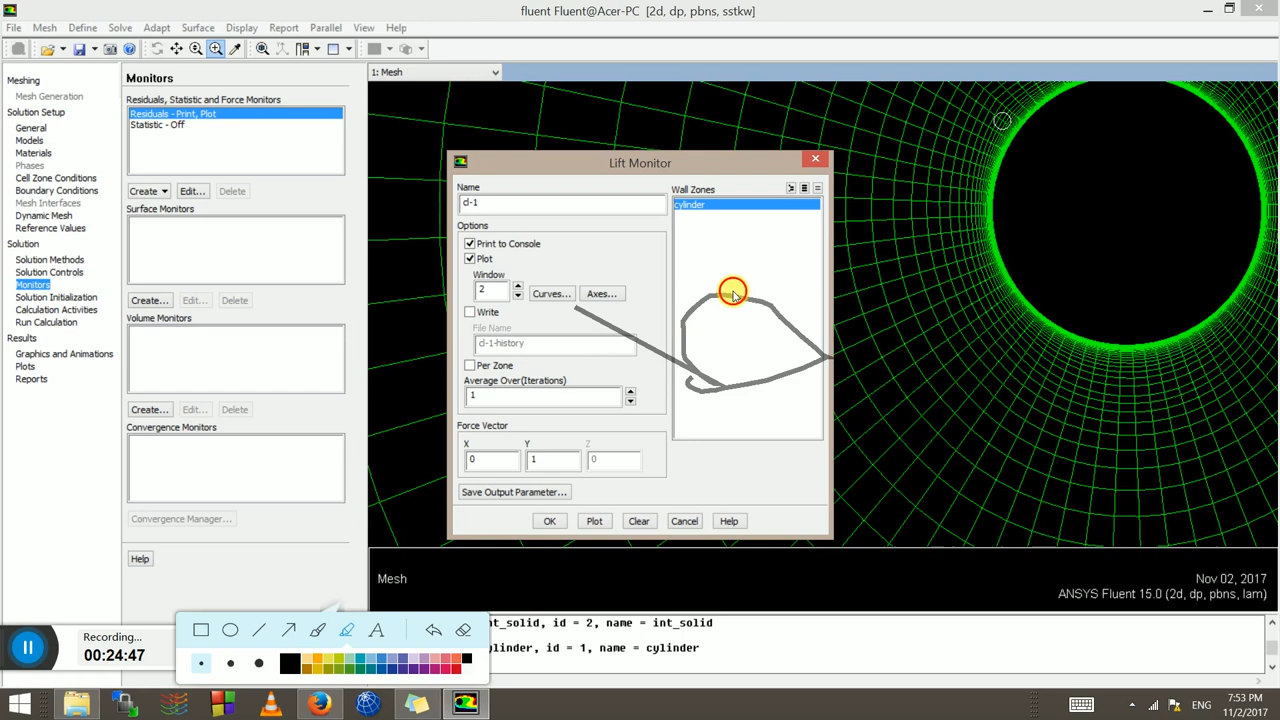 fluent Fluent@Acer-PC [2d, dp, pbns, sstkw]
File Mesh Define Solve Adapt Surface Display Report Parallel View Help
Meshing
Mesh Generation
Solution Setup
General
Models
Materials
Phases
Cell Zone Conditions
Boundary Conditions
Mesh Interfaces
Dynamic Mesh
Reference Values
Solution
Solution Methods
Solution Controls
Monitors
Solution Initialization
Calculation Activities
Run Calculation
Results
Graphics and Animations
Plots
Reports
Monitors
Residuals, Statistic and Force Monitors
Residuals - Print, Plot
Statistic - Off
Create Edit... Delete
Surface Monitors
Create... Edit... Delete
Volume Monitors
Create... Edit... Delete
Convergence Monitors
Convergence Manager...
Help
1: Mesh
Lift Monitor
Name
cl-1
Options
Print to Console
Plot
Window
2
Curves... Axes...
Write
File Name
cl-1-history
Per Zone
Average Over(Iterations)
1
Force Vector
X Y Z
0 1 0
Save Output Parameter...
Wall Zones
cylinder
OK Plot Clear Cancel Help
Mesh
Nov 02, 2017
ANSYS Fluent 15.0 (2d, dp, pbns, lam)
nt_solid, id = 2, name = int_solid
ylinder, id = 1, name = cylinder
Recording...
00:24:47
A
7:53 PM
11/2/2017